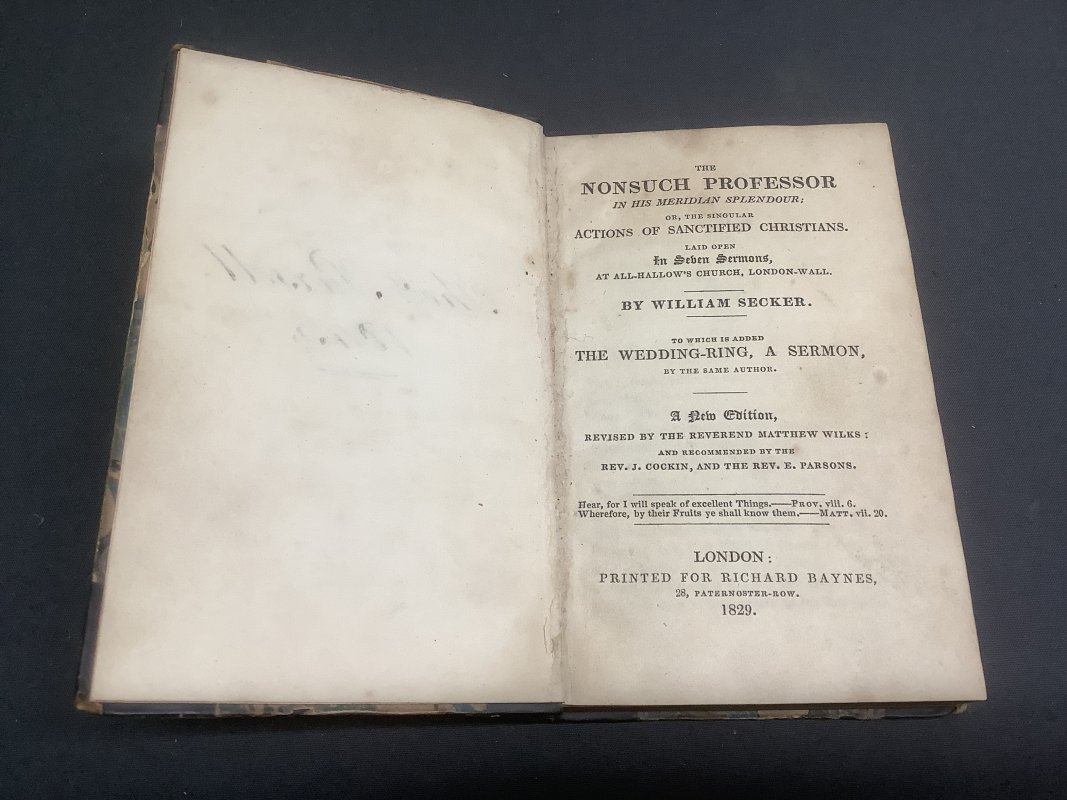 THE
NONSUCH PROFESSOR
IN HIS MERIDIAN SPLENDOUR;
OR, THE SINGULAR
ACTIONS OF SANCTIFIED CHRISTIANS.
LAID OPEN
In Seven Sermons,
AT ALL-HALLOW'S CHURCH, LONDON-WALL.
BY WILLIAM SECKER.
TO WHICH IS ADDED
THE WEDDING-RING, A SERMON,
BY THE SAME AUTHOR.
A New Edition,
REVISED BY THE REVEREND MATTHEW WILKS:
AND RECOMMENDED BY THE
REV. J. COCKIN, AND THE REV. E. PARSONS.
Hear, for I will speak of excellent Things.——PROV. viii. 6.
Wherefore, by their Fruits ye shall know them.——MATT. vii. 20.
LONDON:
PRINTED FOR RICHARD BAYNES,
28, PATERNOSTER-ROW.
1829.